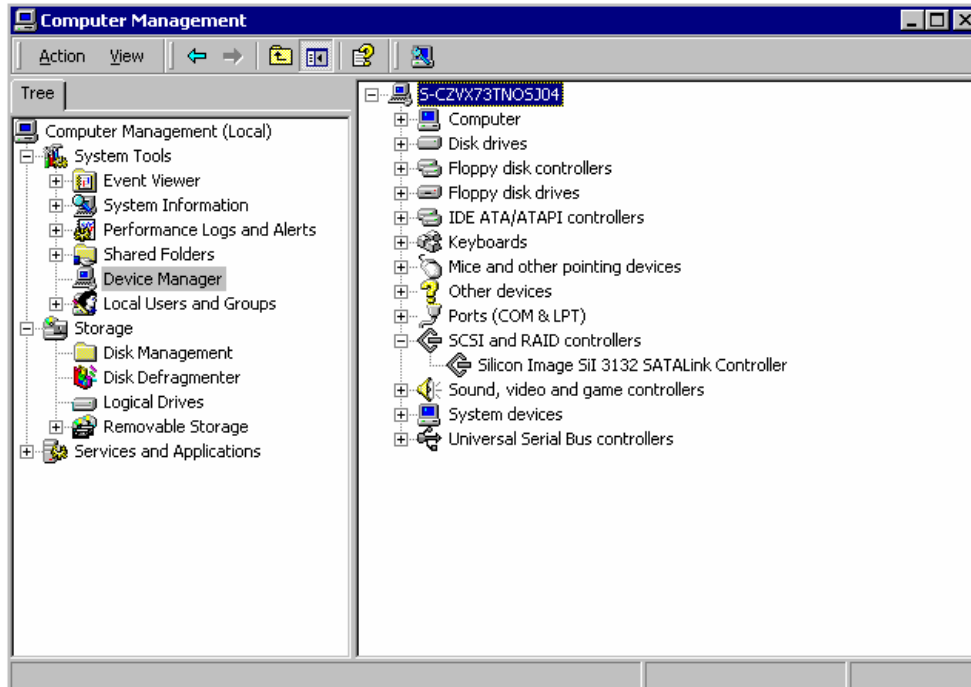 Computer Management
Action View
Tree
Computer Management (Local)
System Tools
Event Viewer
System Information
Performance Logs and Alerts
Shared Folders
Device Manager
Local Users and Groups
Storage
Disk Management
Disk Defragmenter
Logical Drives
Removable Storage
Services and Applications
S-CZVX73TNOSJ04
Computer
Disk drives
Floppy disk controllers
Floppy disk drives
IDE ATA/ATAPI controllers
Keyboards
Mice and other pointing devices
Other devices
Ports (COM & LPT)
SCSI and RAID controllers
Silicon Image SiI 3132 SATALink Controller
Sound, video and game controllers
System devices
Universal Serial Bus controllers